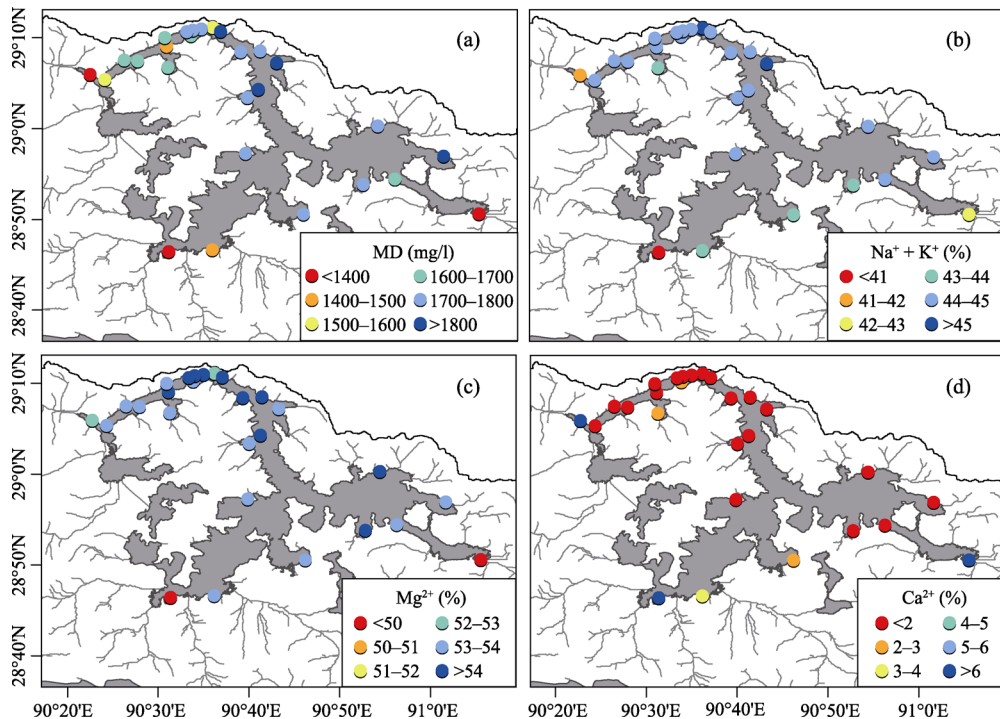 (a)
29°10'N
29°0'N
28°50'N
28°40'N
MD (mg/l)
<1400 1600–1700
1400–1500 1700–1800
1500–1600 >1800
(b)
Na⁺ + K⁺ (%)
<41 43–44
41–42 44–45
42–43 >45
(c)
29°10'N
29°0'N
28°50'N
28°40'N
Mg²⁺ (%)
<50 52–53
50–51 53–54
51–52 >54
(d)
Ca²⁺ (%)
<2 4–5
2–3 5–6
3–4 >6
90°20'E 90°30'E 90°40'E 90°50'E 91°0'E 90°20'E 90°30'E 90°40'E 90°50'E 91°0'E